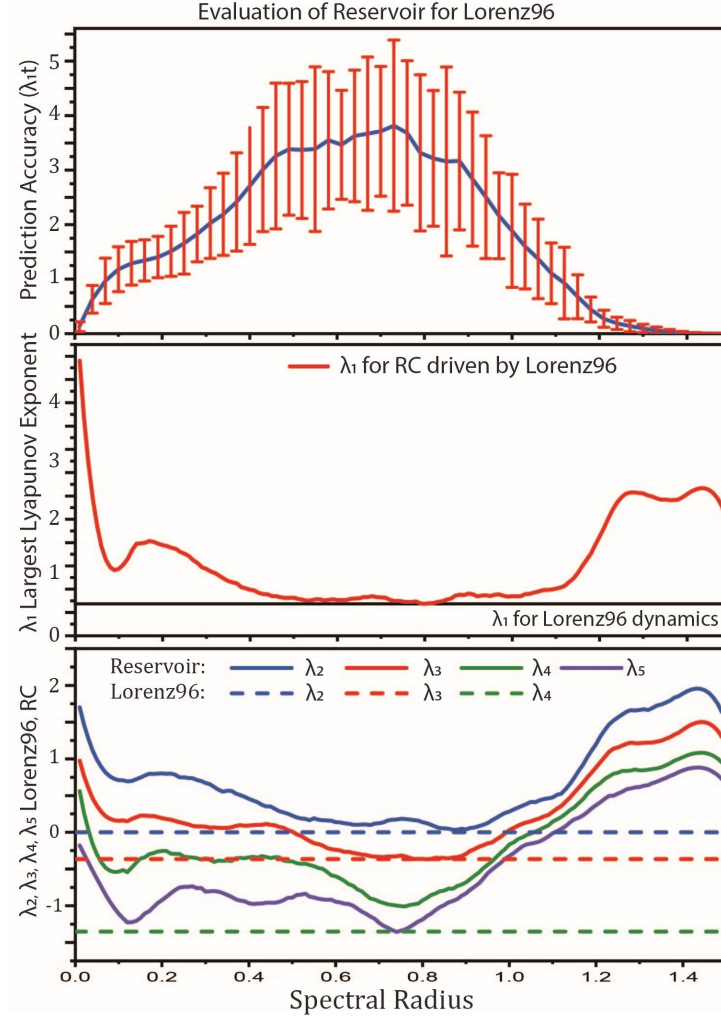 Evaluation of Reservoir for Lorenz96
Prediction Accuracy (λ₁t)
5
4
3
2
1
0
λ₁ Largest Lyapunov Exponent
λ₁ for RC driven by Lorenz96
4
3
2
1
0
λ₁ for Lorenz96 dynamics
λ₂, λ₃, λ₄, λ₅ Lorenz96, RC
Reservoir: λ₂ λ₃ λ₄ λ₅
Lorenz96: λ₂ λ₃ λ₄
2
1
0
-1
0.0 0.2 0.4 0.6 0.8 1.0 1.2 1.4
Spectral Radius